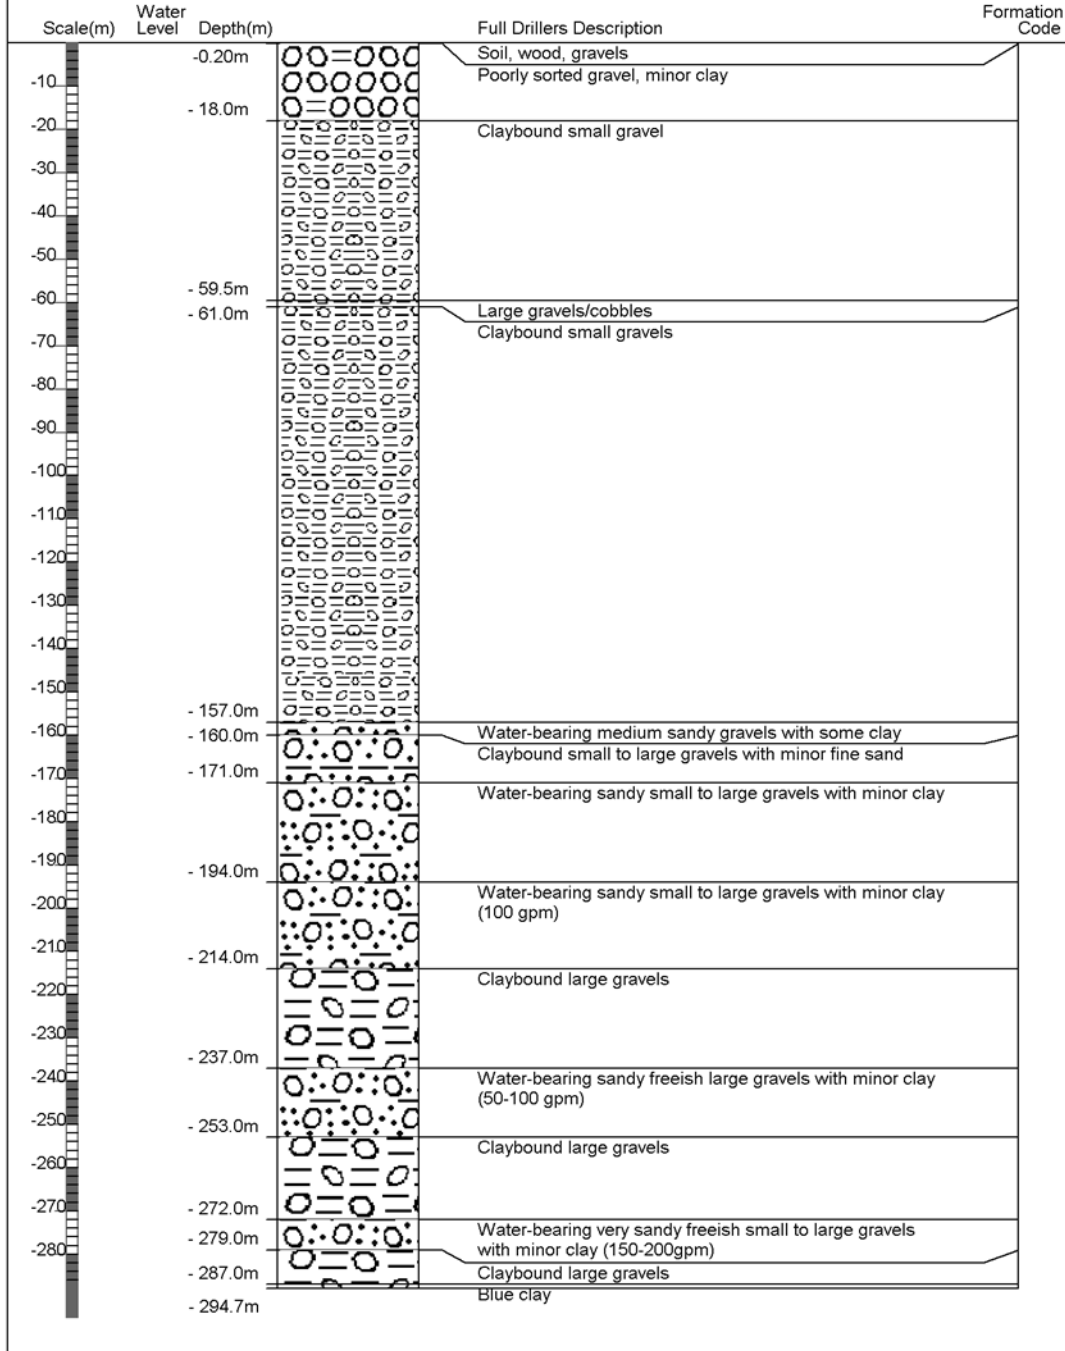 Water Formation
Scale(m) Level Depth(m) Full Drillers Description Code
-0.20m Soil, wood, gravels
-10 Poorly sorted gravel, minor clay
- 18.0m
-20 Claybound small gravel
-30
-40
-50
- 59.5m
-60
- 61.0m Large gravels/cobbles
Claybound small gravels
-70
-80
-90
-100
-110
-120
-130
-140
-150
- 157.0m
-160 - 160.0m Water-bearing medium sandy gravels with some clay
Claybound small to large gravels with minor fine sand
-170 - 171.0m
Water-bearing sandy small to large gravels with minor clay
-180
-190
- 194.0m
-200 Water-bearing sandy small to large gravels with minor clay
(100 gpm)
-210
- 214.0m
Claybound large gravels
-220
-230
- 237.0m
-240 Water-bearing sandy freeish large gravels with minor clay
(50-100 gpm)
-250
- 253.0m
Claybound large gravels
-260
-270 - 272.0m
Water-bearing very sandy freeish small to large gravels
- 279.0m
-280 with minor clay (150-200gpm)
- 287.0m Claybound large gravels
Blue clay
- 294.7m